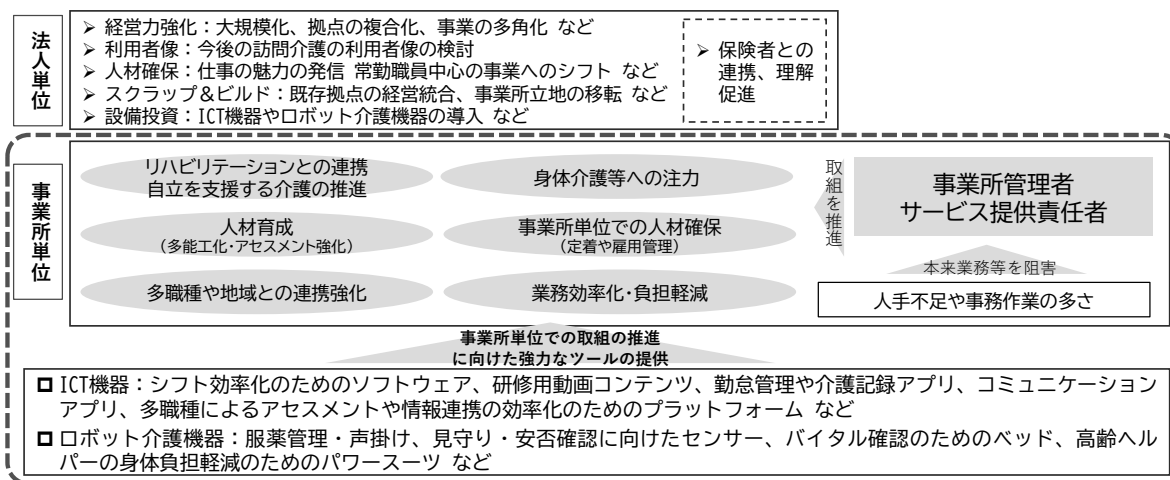 法人単位
➢ 経営力強化：大規模化、拠点の複合化、事業の多角化 など
➢ 利用者像：今後の訪問介護の利用者像の検討
➢ 人材確保：仕事の魅力の発信 常勤職員中心の事業へのシフト など
➢ スクラップ＆ビルド：既存拠点の経営統合、事業所立地の移転 など
➢ 設備投資：ICT機器やロボット介護機器の導入 など
➢ 保険者との
連携、理解
促進
事業所単位
リハビリテーションとの連携
自立を支援する介護の推進
身体介護等への注力
人材育成
（多能工化・アセスメント強化）
事業所単位での人材確保
（定着や雇用管理）
多職種や地域との連携強化
業務効率化・負担軽減
取組を推進
事業所管理者
サービス提供責任者
本来業務等を阻害
人手不足や事務作業の多さ
事業所単位での取組の推進
に向けた強力なツールの提供
ICT機器：シフト効率化のためのソフトウェア、研修用動画コンテンツ、勤怠管理や介護記録アプリ、コミュニケーション
アプリ、多職種によるアセスメントや情報連携の効率化のためのプラットフォーム など
ロボット介護機器：服薬管理・声掛け、見守り・安否確認に向けたセンサー、バイタル確認のためのベッド、高齢ヘル
パーの身体負担軽減のためのパワースーツ など